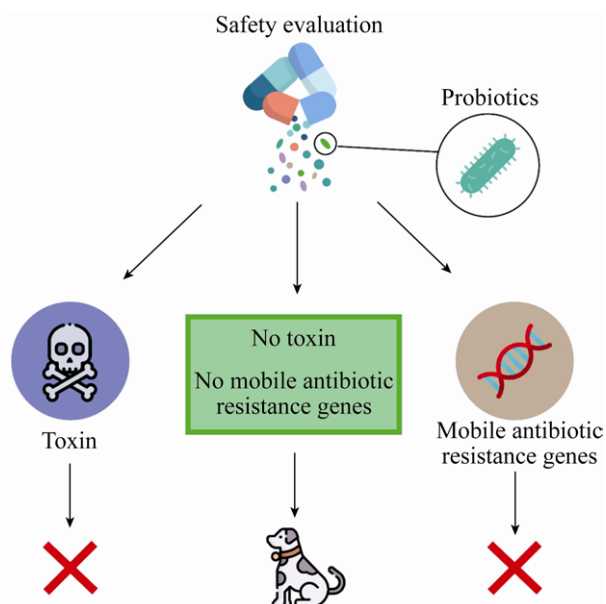 Safety evaluation
Probiotics
No toxin
No mobile antibiotic
resistance genes
Toxin
Mobile antibiotic
resistance genes